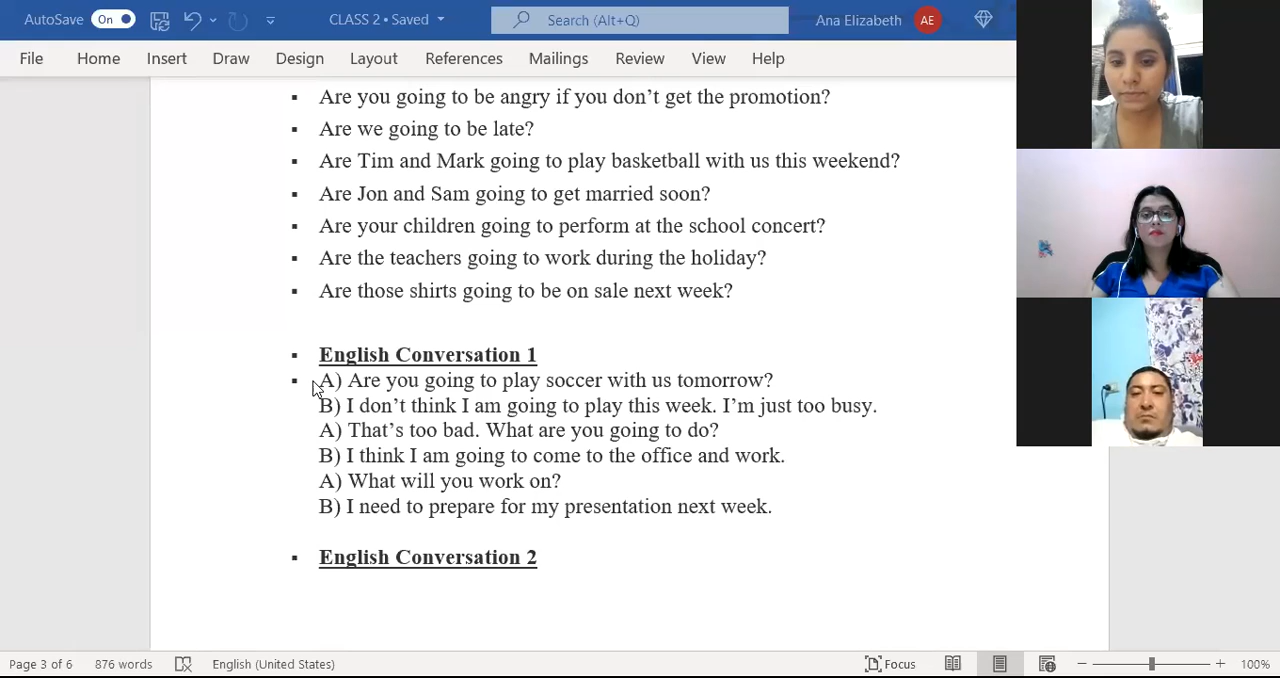 AutoSave On CLASS 2 • Saved Search (Alt+Q) Ana Elizabeth AE
File Home Insert Draw Design Layout References Mailings Review View Help
▪ Are you going to be angry if you don’t get the promotion?
▪ Are we going to be late?
▪ Are Tim and Mark going to play basketball with us this weekend?
▪ Are Jon and Sam going to get married soon?
▪ Are your children going to perform at the school concert?
▪ Are the teachers going to work during the holiday?
▪ Are those shirts going to be on sale next week?
▪ English Conversation 1
▪ A) Are you going to play soccer with us tomorrow?
B) I don’t think I am going to play this week. I’m just too busy.
A) That’s too bad. What are you going to do?
B) I think I am going to come to the office and work.
A) What will you work on?
B) I need to prepare for my presentation next week.
▪ English Conversation 2
Page 3 of 6 876 words English (United States) Focus 100%